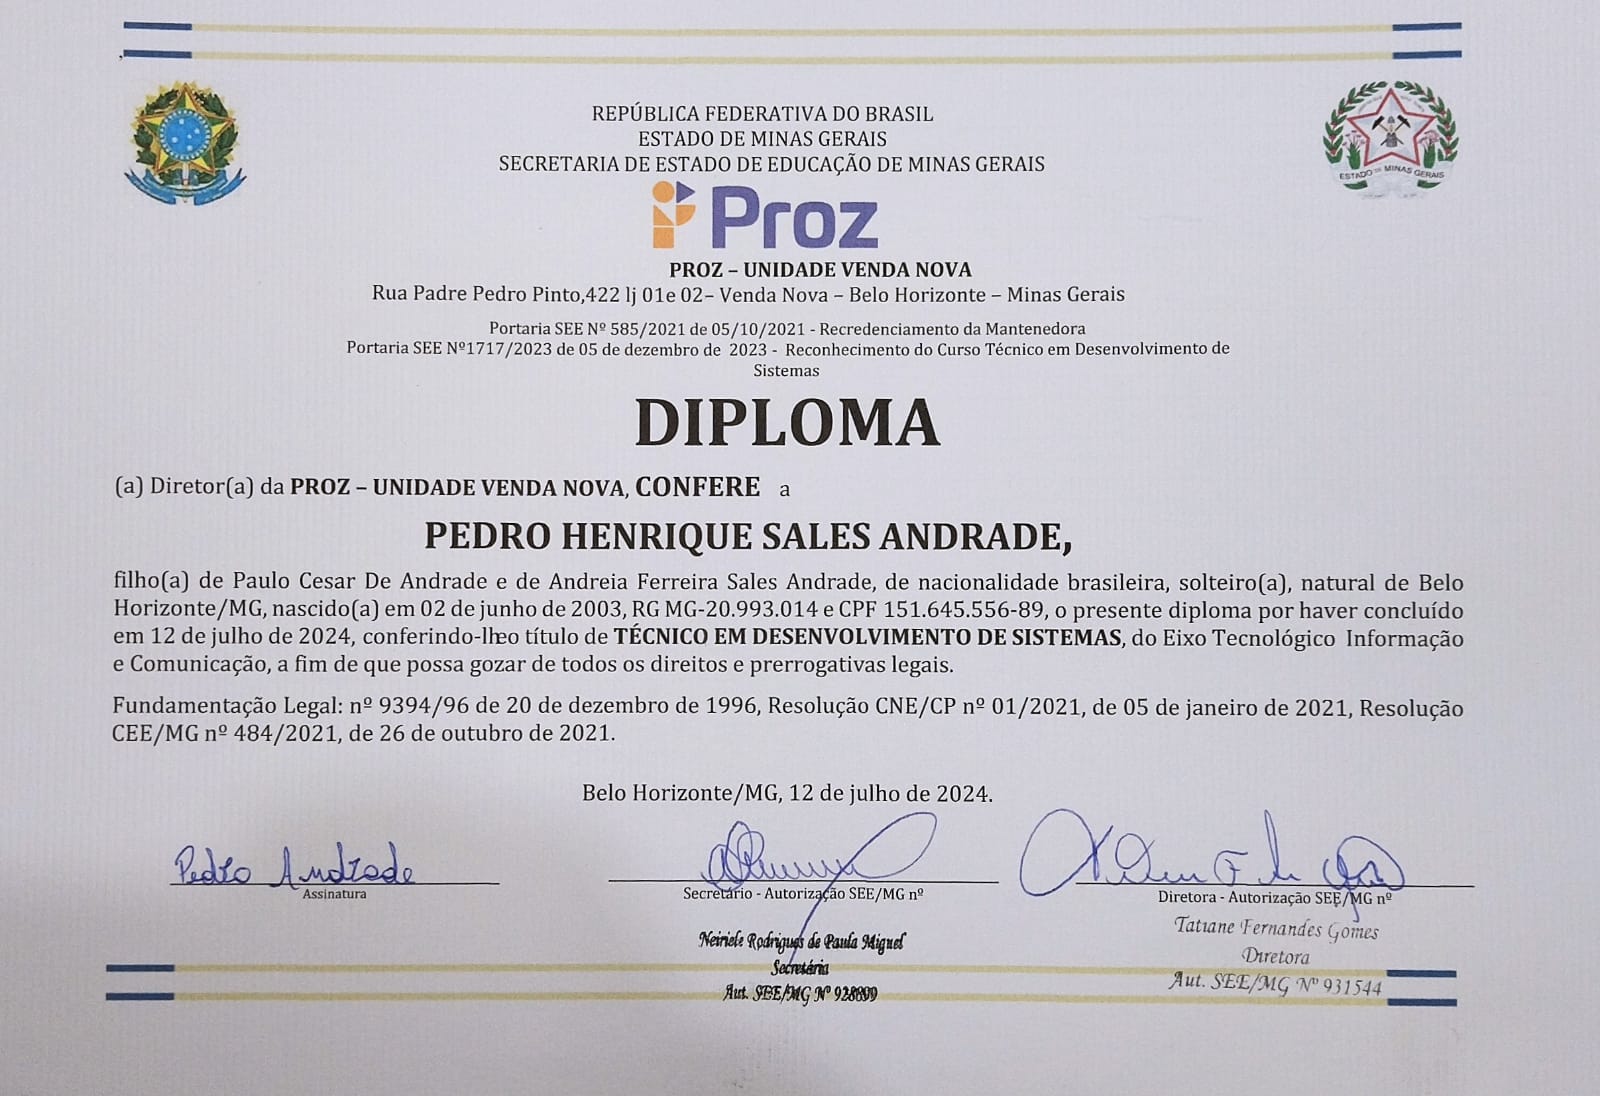 REPÚBLICA FEDERATIVA DO BRASIL
ESTADO DE MINAS GERAIS
SECRETARIA DE ESTADO DE EDUCAÇÃO DE MINAS GERAIS
ESTADO DE MINAS GERAIS
Proz
PROZ – UNIDADE VENDA NOVA
Rua Padre Pedro Pinto,422 lj 01e 02– Venda Nova – Belo Horizonte – Minas Gerais
Portaria SEE Nº 585/2021 de 05/10/2021 - Recredenciamento da Mantenedora
Portaria SEE Nº1717/2023 de 05 de dezembro de 2023 - Reconhecimento do Curso Técnico em Desenvolvimento de
Sistemas
DIPLOMA
(a) Diretor(a) da PROZ – UNIDADE VENDA NOVA, CONFERE a
PEDRO HENRIQUE SALES ANDRADE,
filho(a) de Paulo Cesar De Andrade e de Andreia Ferreira Sales Andrade, de nacionalidade brasileira, solteiro(a), natural de Belo
Horizonte/MG, nascido(a) em 02 de junho de 2003, RG MG-20.993.014 e CPF 151.645.556-89, o presente diploma por haver concluído
em 12 de julho de 2024, conferindo-lheo título de TÉCNICO EM DESENVOLVIMENTO DE SISTEMAS, do Eixo Tecnológico Informação
e Comunicação, a fim de que possa gozar de todos os direitos e prerrogativas legais.
Fundamentação Legal: nº 9394/96 de 20 de dezembro de 1996, Resolução CNE/CP nº 01/2021, de 05 de janeiro de 2021, Resolução
CEE/MG nº 484/2021, de 26 de outubro de 2021.
Belo Horizonte/MG, 12 de julho de 2024.
Pedro Andrade
Assinatura
Secretário - Autorização SEE/MG nº
Diretora - Autorização SEE/MG nº
Neiriele Rodrigues de Paula Miguel
Secretária
Aut. SEE/MG Nº
Tatiane Fernandes Gomes
Diretora
Aut. SEE/MG Nº 931544